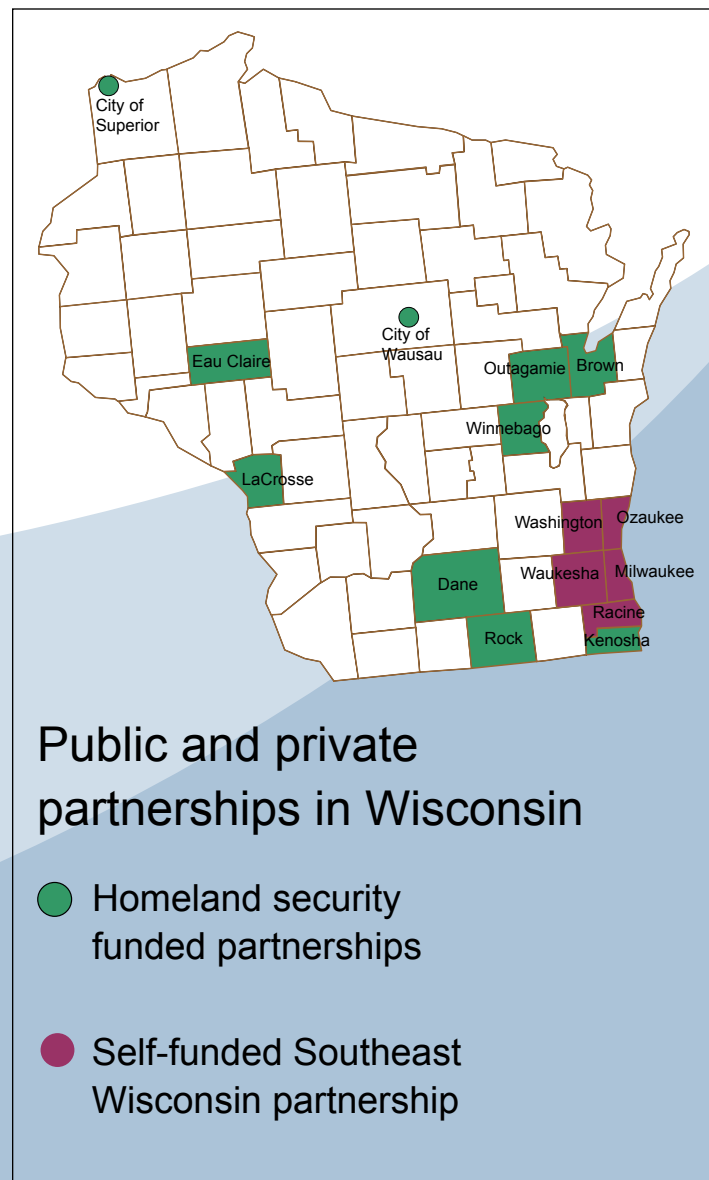 City of
Superior
City of
Wausau
Eau Claire
Outagamie
Brown
Winnebago
LaCrosse
Washington
Ozaukee
Waukesha
Milwaukee
Dane
Racine
Rock
Kenosha
Public and private
partnerships in Wisconsin
Homeland security
funded partnerships
Self-funded Southeast
Wisconsin partnership